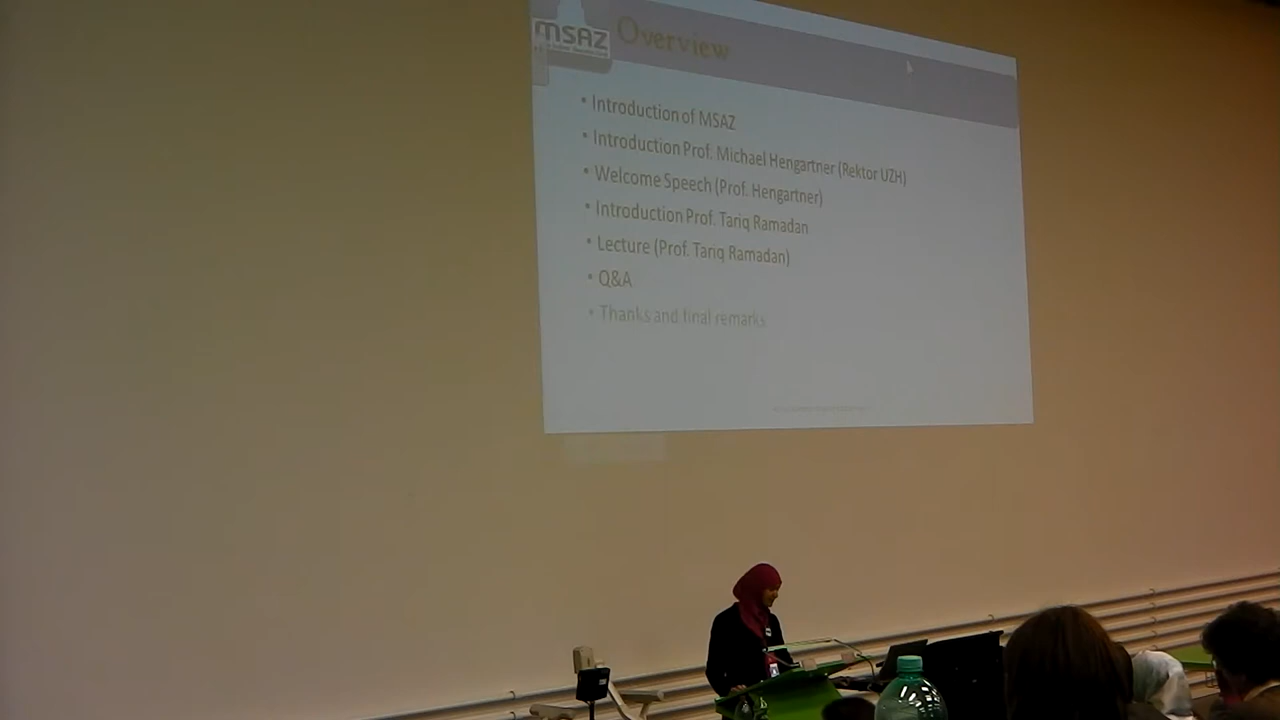 MSAZ
Overview
• Introduction of MSAZ
• Introduction Prof. Michael Hengartner (Rektor UZH)
• Welcome Speech (Prof. Hengartner)
• Introduction Prof. Tariq Ramadan
• Lecture (Prof. Tariq Ramadan)
• Q&A
• Thanks and final remarks